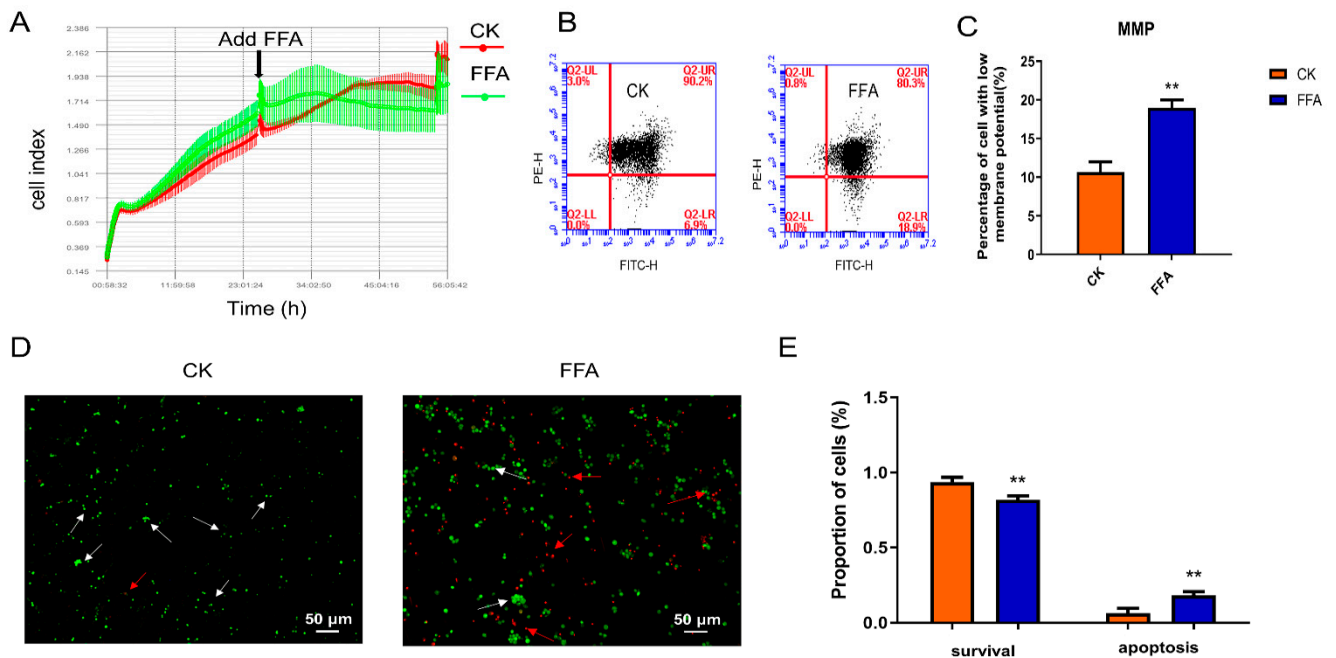 A
2.386
2.162
1.938
1.714
1.490
1.266
1.041
0.817
0.593
0.369
0.145
cell index
Add FFA
CK
FFA
00:58:32
11:59:58
23:01:24
34:02:50
45:04:16
56:05:42
Time (h)
B
Q2-UL
3.0%
Q2-UR
90.2%
CK
Q2-LL
0.0%
Q2-LR
6.9%
PE-H
FITC-H
Q2-UL
0.8%
Q2-UR
80.3%
FFA
Q2-LL
0.0%
Q2-LR
18.9%
PE-H
FITC-H
C
MMP
Percentage of cell with low
membrane potential(%)
25
20
15
10
5
0
**
CK
FFA
CK
FFA
D
CK
FFA
50 μm
50 μm
E
Proportion of cells (%)
1.5
1.0
0.5
0.0
**
**
survival
apoptosis
CK
FFA